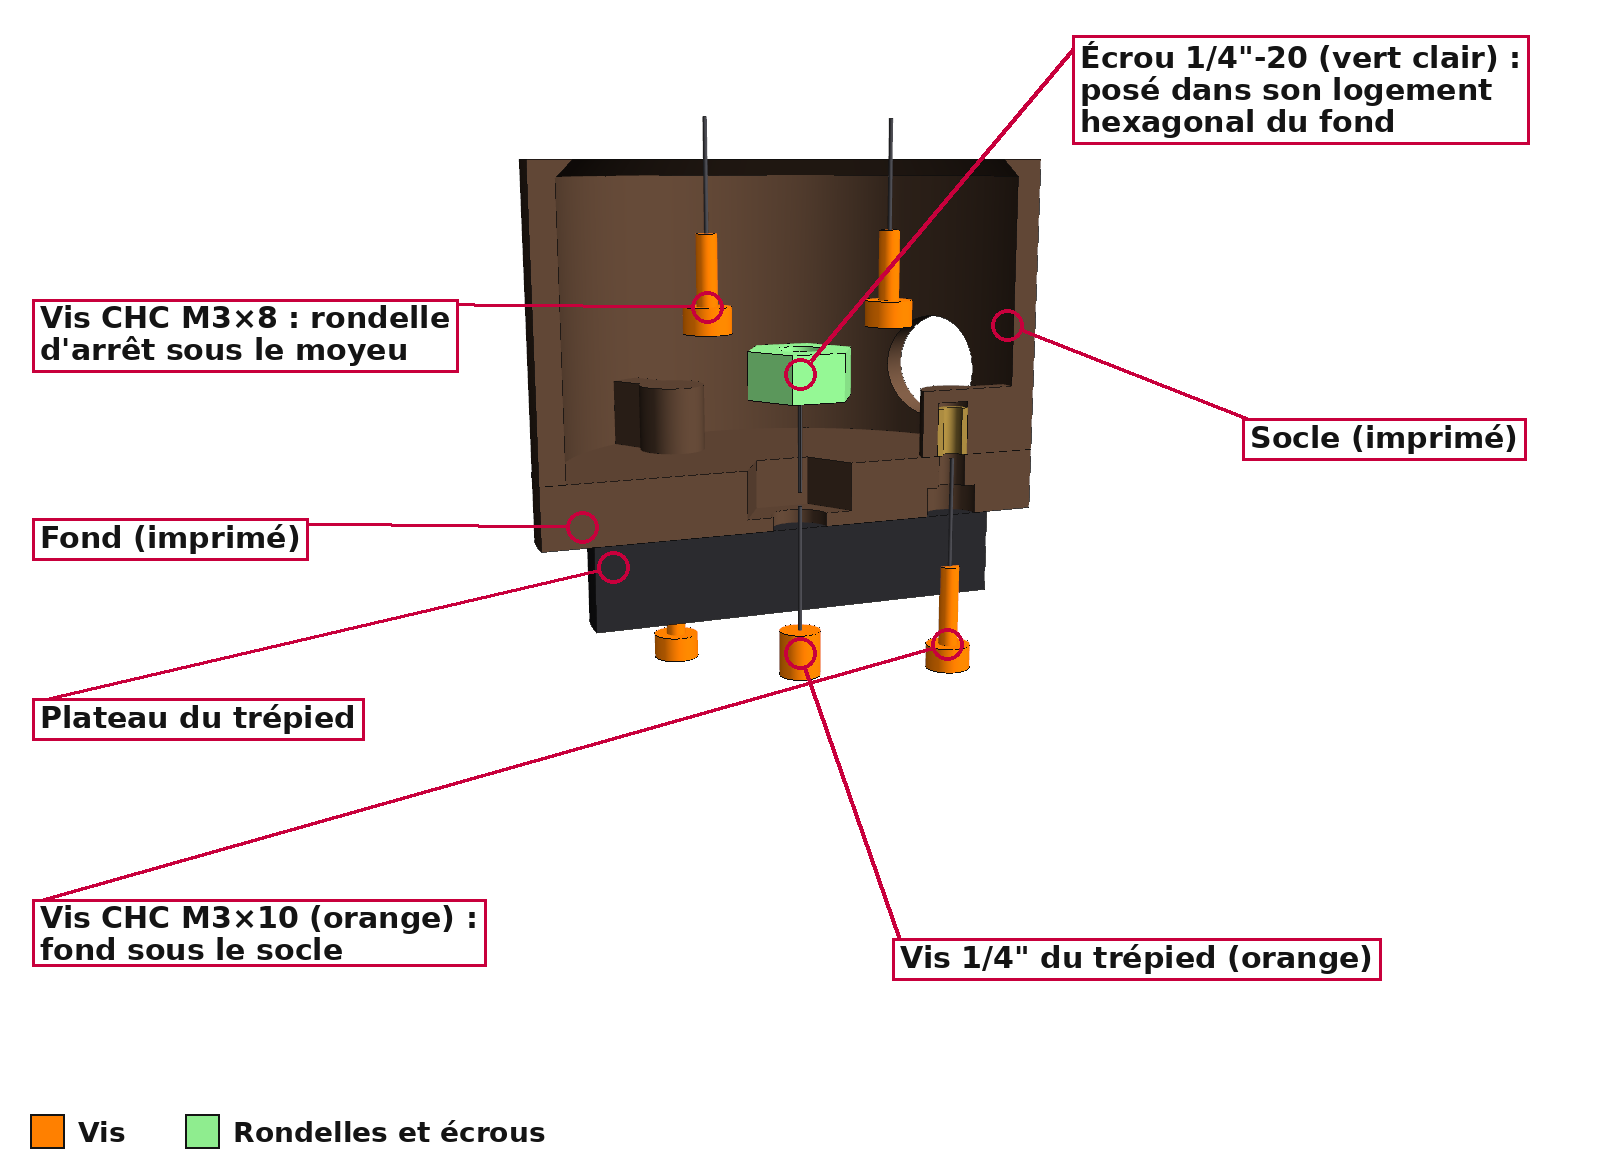 Écrou 1/4"-20 (vert clair) :
posé dans son logement
hexagonal du fond
Vis CHC M3×8 : rondelle
d'arrêt sous le moyeu
Socle (imprimé)
Fond (imprimé)
Plateau du trépied
Vis CHC M3×10 (orange) :
fond sous le socle
Vis 1/4" du trépied (orange)
Vis
Rondelles et écrous